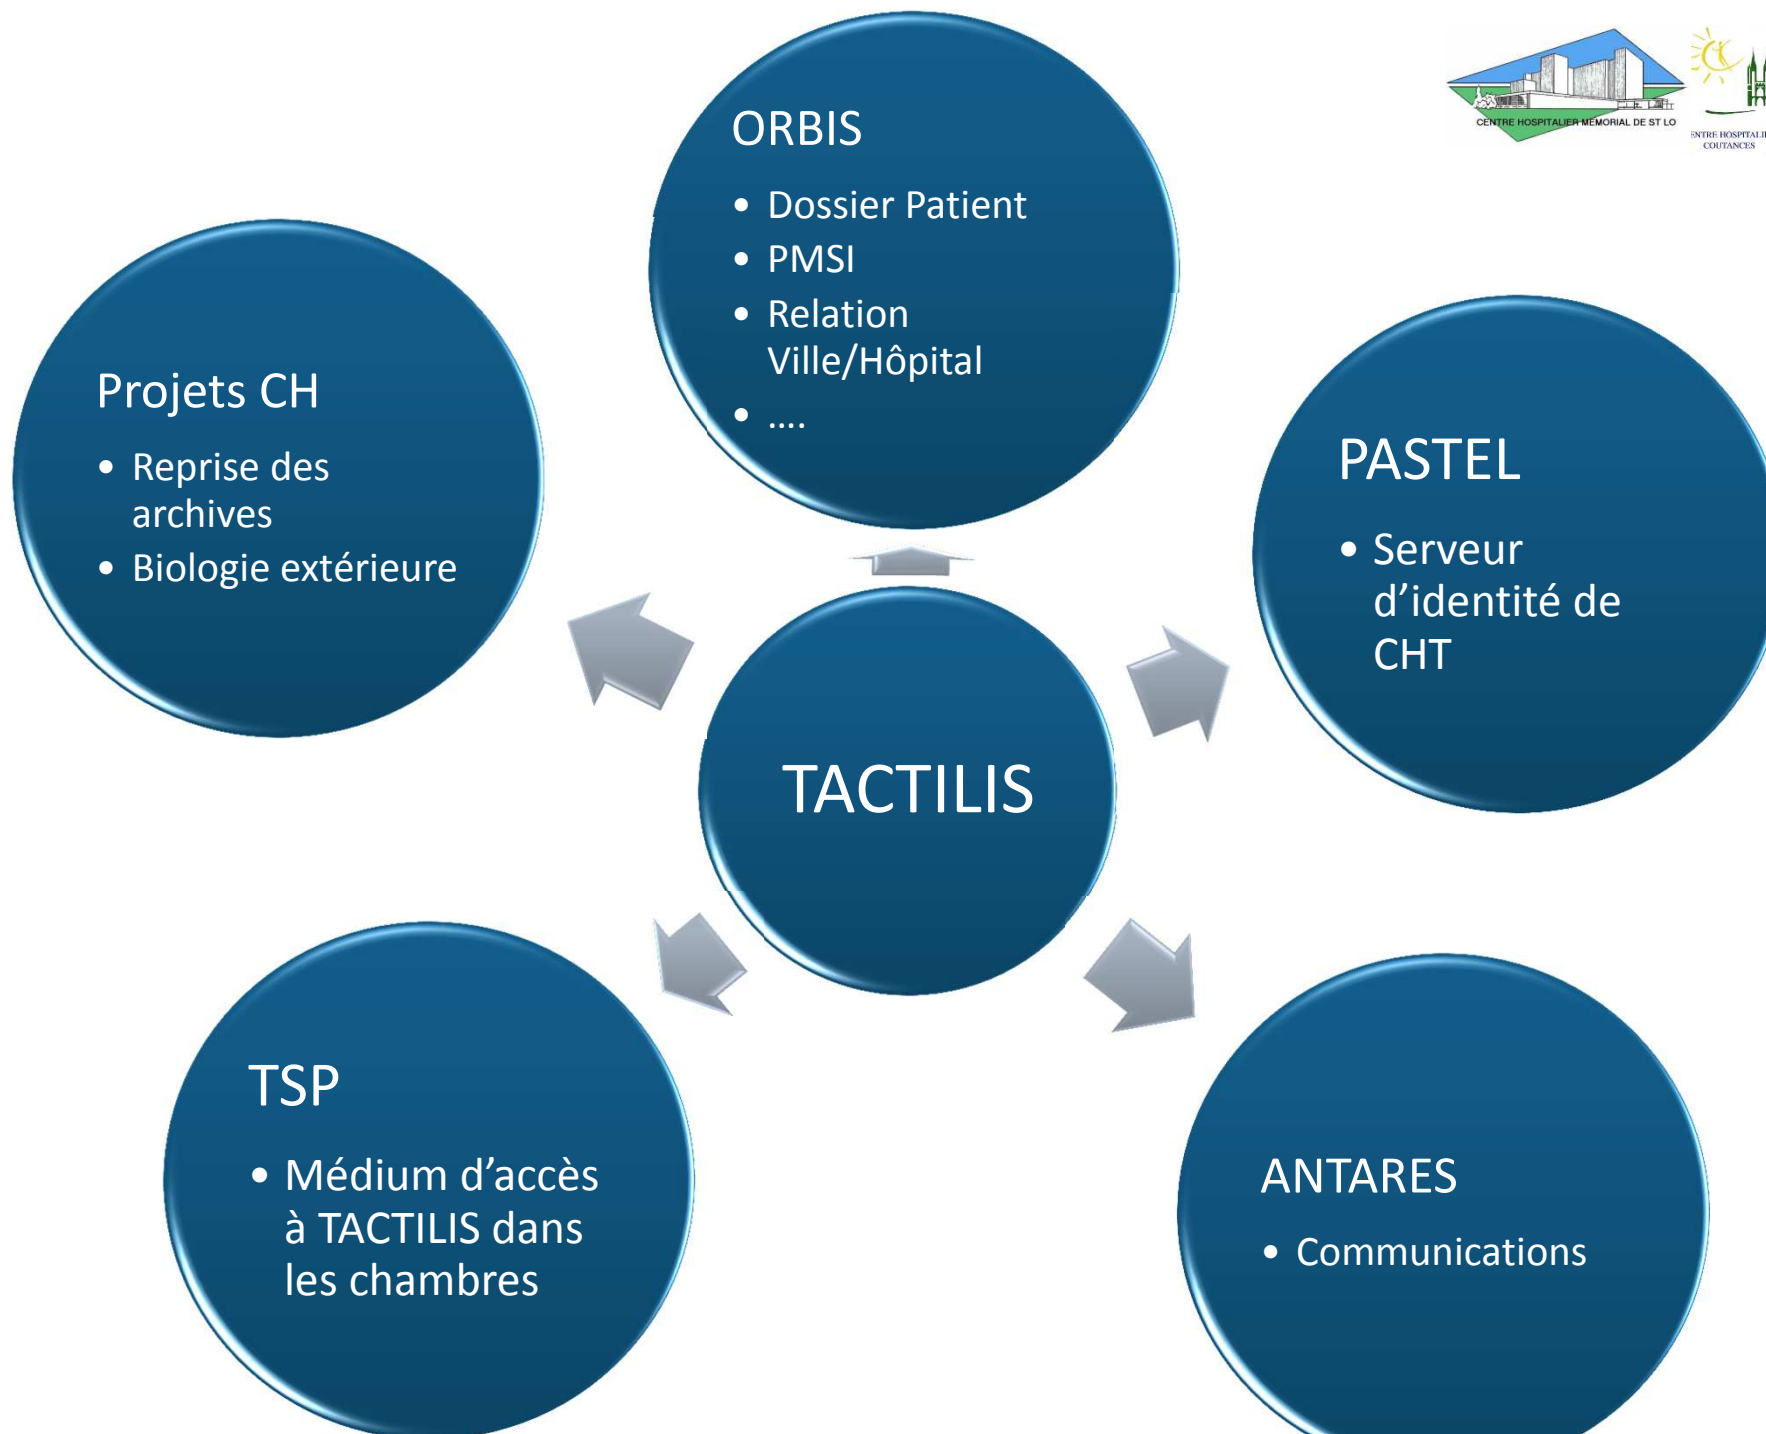 CENTRE HOSPITALIER MEMORIAL DE ST LO
COUTANCES
ORBIS
• Dossier Patient
• PMSI
• Relation
Ville/Hôpital
• ....
Projets CH
• Reprise des
archives
• Biologie extérieure
PASTEL
• Serveur
d’identité de
CHT
TACTILIS
TSP
• Médium d’accès
à TACTILIS dans
les chambres
ANTARES
• Communications